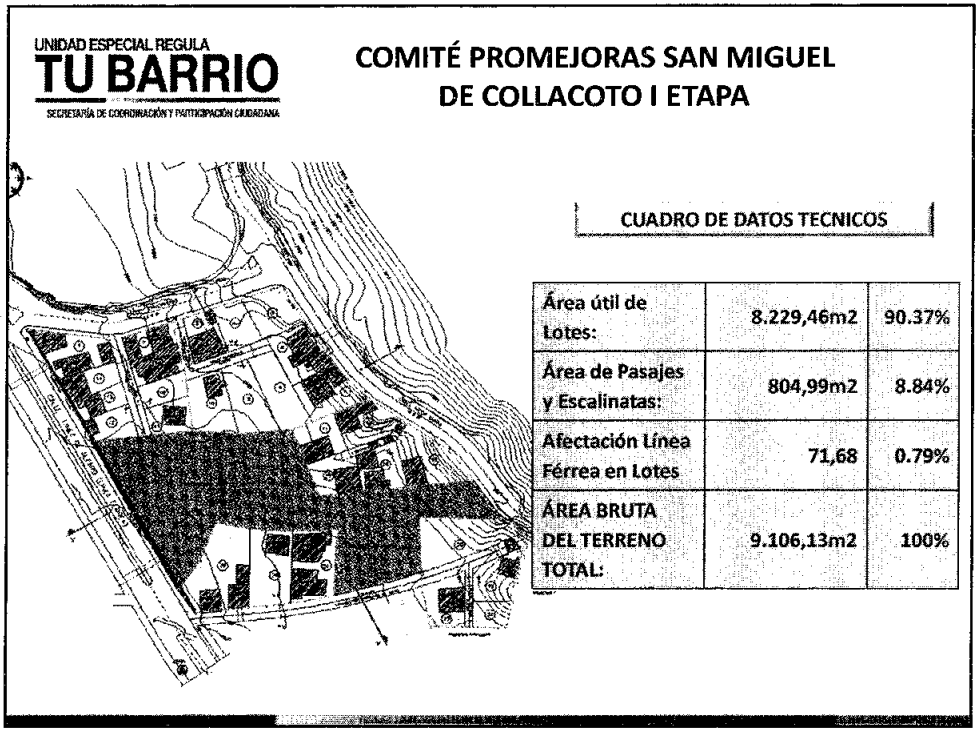 UNIDAD ESPECIAL REGULA
TU BARRIO
SECRETARÍA DE COORDINACIÓN Y PARTICIPACIÓN CIUDADANA
COMITÉ PROMEJORAS SAN MIGUEL
DE COLLACOTO I ETAPA
CUADRO DE DATOS TECNICOS
Área útil de
Lotes:
8.229,46m2
90.37%
Área de Pasajes
y Escalinatas:
804,99m2
8.84%
Afectación Línea
Férrea en Lotes
71,68
0.79%
ÁREA BRUTA
DEL TERRENO
TOTAL:
9.106,13m2
100%